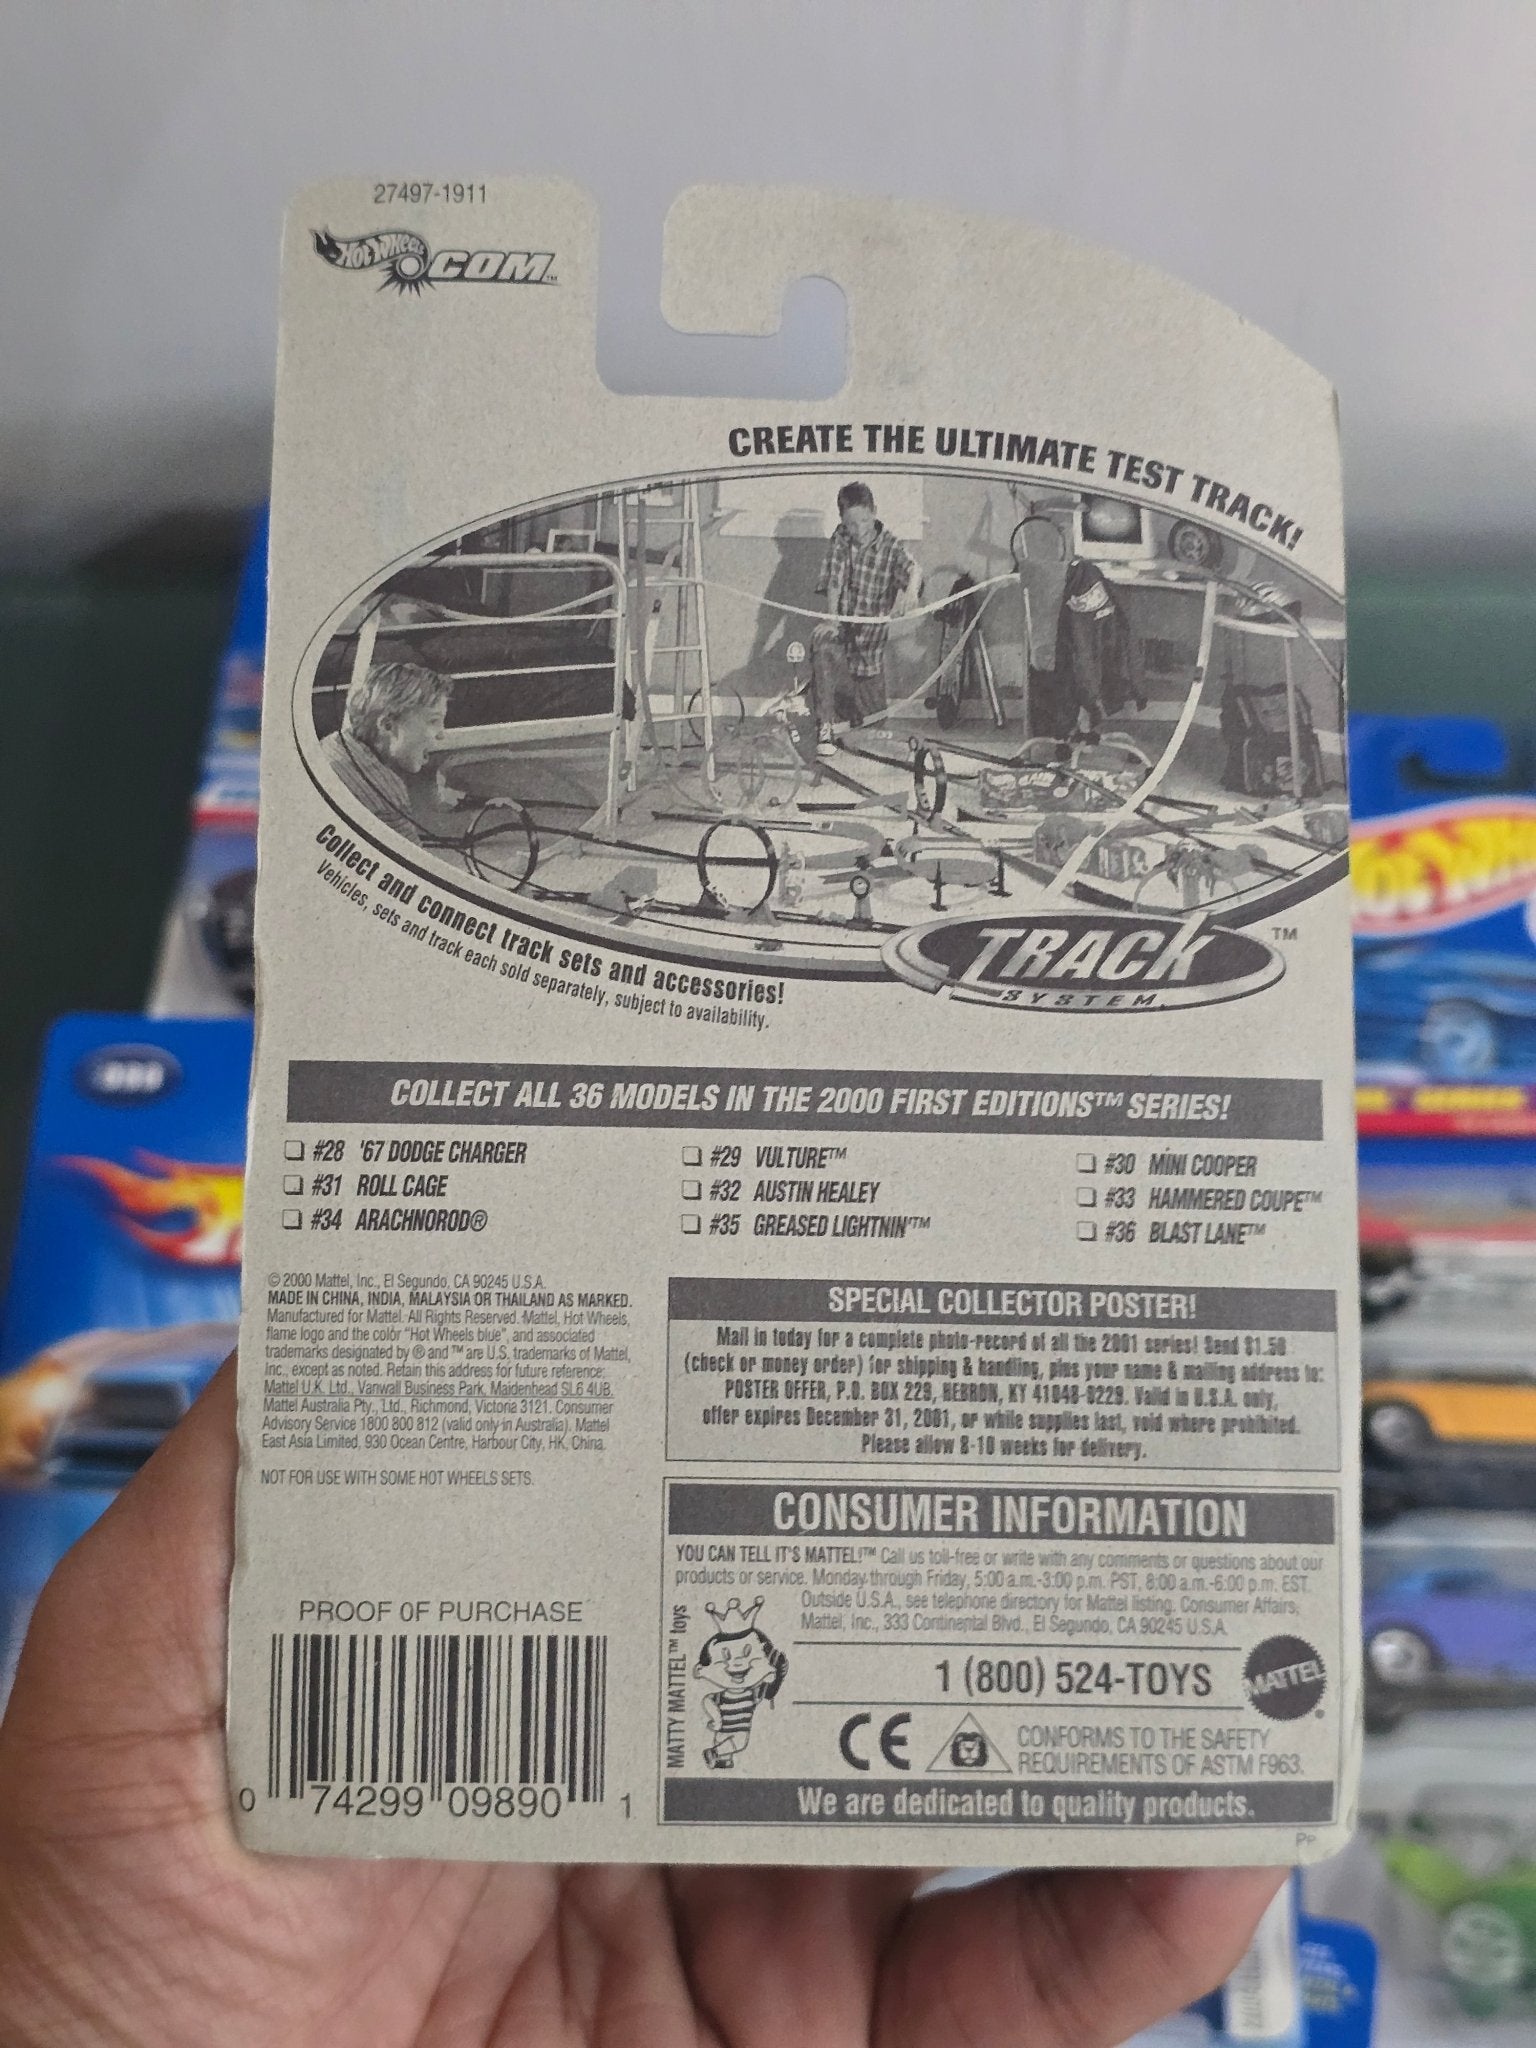 27497-1911
HOT WHEELS .COM™
CREATE THE ULTIMATE TEST TRACK!
Collect and connect track sets and accessories!
Vehicles, sets and track each sold separately, subject to availability.
TRACK ™
SYSTEM
COLLECT ALL 36 MODELS IN THE 2000 FIRST EDITIONS™ SERIES!
❏ #28 '67 DODGE CHARGER ❏ #29 VULTURE™ ❏ #30 MINI COOPER
❏ #31 ROLL CAGE ❏ #32 AUSTIN HEALEY ❏ #33 HAMMERED COUPE™
❏ #34 ARACHNOROD® ❏ #35 GREASED LIGHTNIN'™ ❏ #36 BLAST LANE™
© 2000 Mattel, Inc., El Segundo, CA 90245 U.S.A.
MADE IN CHINA, INDIA, MALAYSIA OR THAILAND AS MARKED.
Manufactured for Mattel. All Rights Reserved. Mattel, Hot Wheels,
flame logo and the color "Hot Wheels blue", and associated
trademarks designated by ® and ™ are U.S. trademarks of Mattel,
Inc., except as noted. Retain this address for future reference:
Mattel U.K. Ltd., Vanwall Business Park, Maidenhead SL6 4UB.
Mattel Australia Pty., Ltd., Richmond, Victoria 3121. Consumer
Advisory Service 1800 800 812 (valid only in Australia). Mattel
East Asia Limited, 930 Ocean Centre, Harbour City, HK, China.
NOT FOR USE WITH SOME HOT WHEELS SETS.
SPECIAL COLLECTOR POSTER!
Mail in today for a complete photo-record of all the 2001 series! Send $1.50
(check or money order) for shipping & handling, plus your name & mailing address to:
POSTER OFFER, P.O. BOX 229, HEBRON, KY 41048-0229. Valid in U.S.A. only,
offer expires December 31, 2001, or while supplies last, void where prohibited.
Please allow 8-10 weeks for delivery.
CONSUMER INFORMATION
YOU CAN TELL IT'S MATTEL!™ Call us toll-free or write with any comments or questions about our
products or service. Monday through Friday, 5:00 a.m.-3:00 p.m. PST, 8:00 a.m.-6:00 p.m. EST.
Outside U.S.A., see telephone directory for Mattel listing. Consumer Affairs,
Mattel, Inc., 333 Continental Blvd., El Segundo, CA 90245 U.S.A.
MATTY MATTEL™ toys
1 (800) 524-TOYS
MATTEL®
CE
CONFORMS TO THE SAFETY
REQUIREMENTS OF ASTM F963.
We are dedicated to quality products.
PP
PROOF OF PURCHASE
0 74299 09890 1